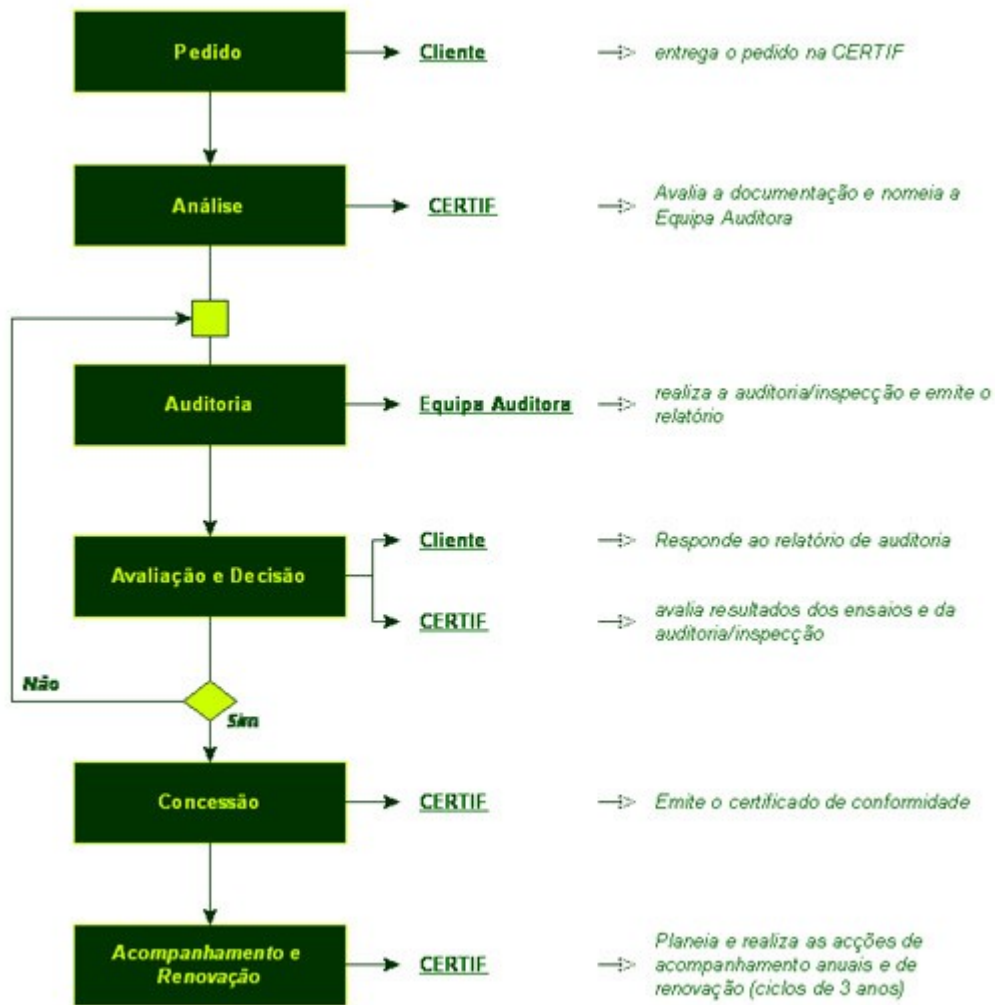 Pedido
Cliente
entrega o pedido na CERTIF
Análise
CERTIF
Avalia a documentação e nomeia a
Equipa Auditora
Auditoria
Equipa Auditora
realiza a auditoria/inspecção e emite o
relatório
Avaliação e Decisão
Cliente
Responde ao relatório de auditoria
CERTIF
avalia resultados dos ensaios e da
auditoria/inspecção
Não
Sim
Concessão
CERTIF
Emite o certificado de conformidade
Acompanhamento e
Renovação
CERTIF
Planeia e realiza as acções de
acompanhamento anuais e de
renovação (ciclos de 3 anos)